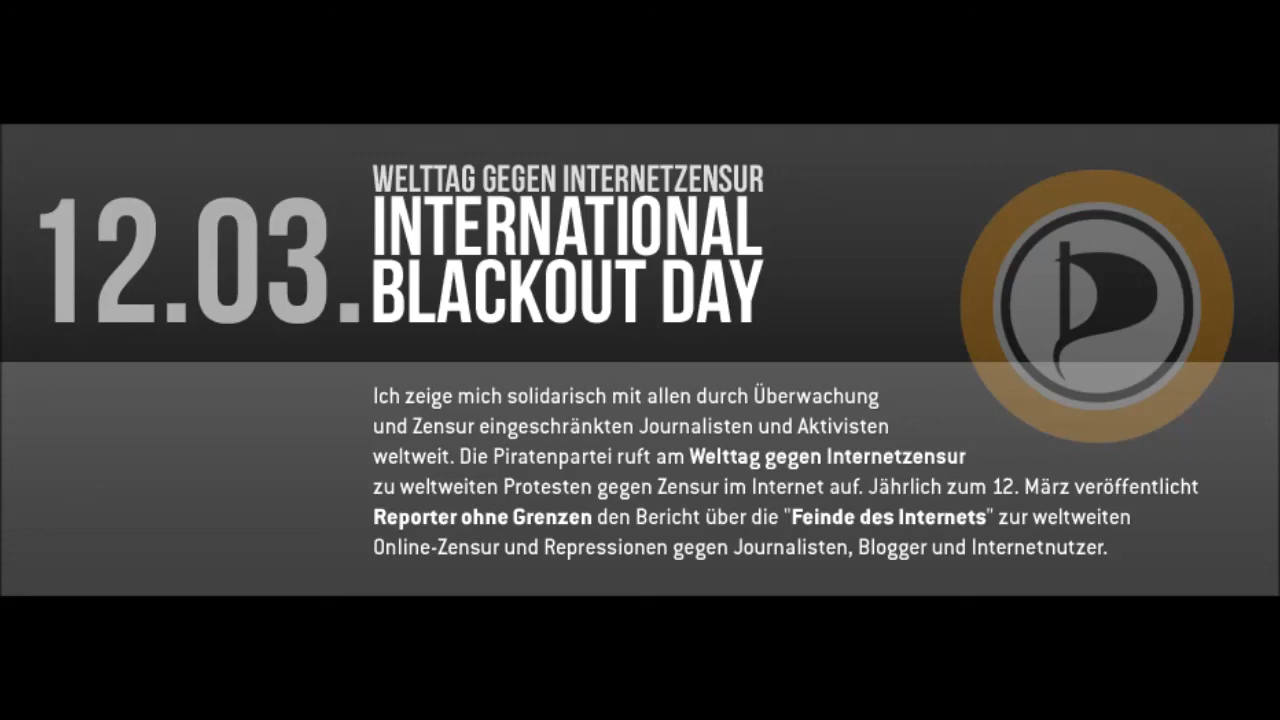 12.03.
WELTTAG GEGEN INTERNETZENSUR
INTERNATIONAL
BLACKOUT DAY
Ich zeige mich solidarisch mit allen durch Überwachung
und Zensur eingeschränkten Journalisten und Aktivisten
weltweit. Die Piratenpartei ruft am Welttag gegen Internetzensur
zu weltweiten Protesten gegen Zensur im Internet auf. Jährlich zum 12. März veröffentlicht
Reporter ohne Grenzen den Bericht über die "Feinde des Internets" zur weltweiten
Online-Zensur und Repressionen gegen Journalisten, Blogger und Internetnutzer.